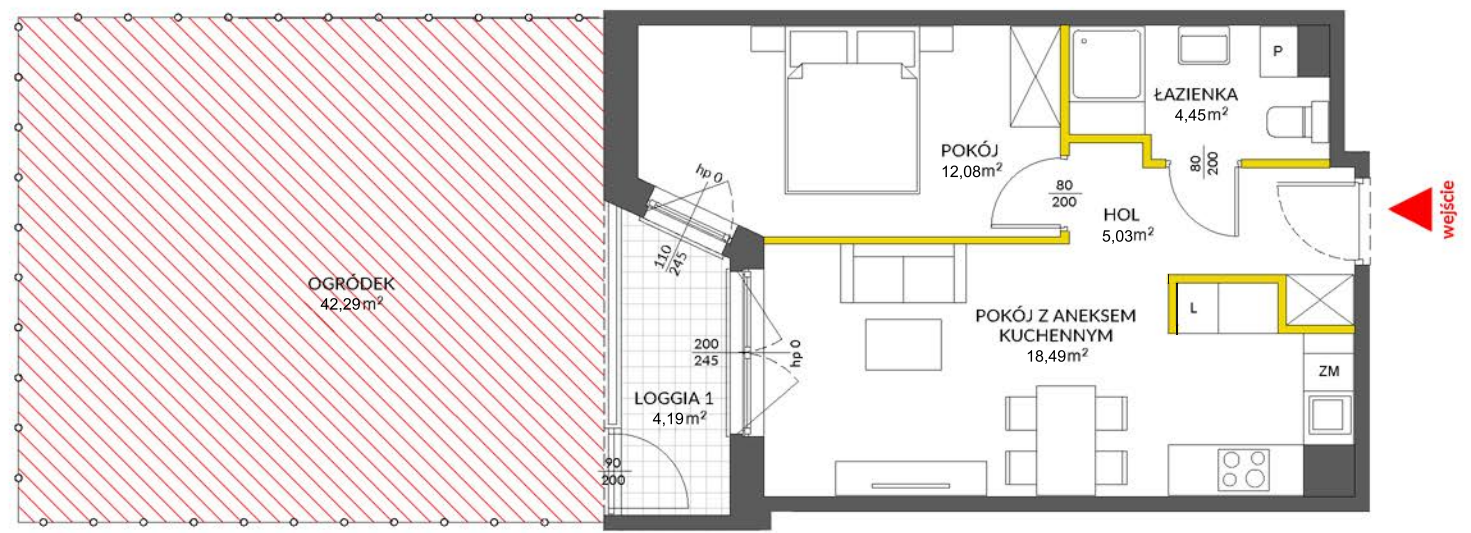 P
ŁAZIENKA
4,45m²
POKÓJ
12,08m²
80
200
80
200
hp 0
HOL
5,03m²
wejście
110
245
OGRÓDEK
42,29m²
POKÓJ Z ANEKSEM
KUCHENNYM
18,49m²
L
200
245
hp 0
ZM
LOGGIA 1
4,19m²
90
200